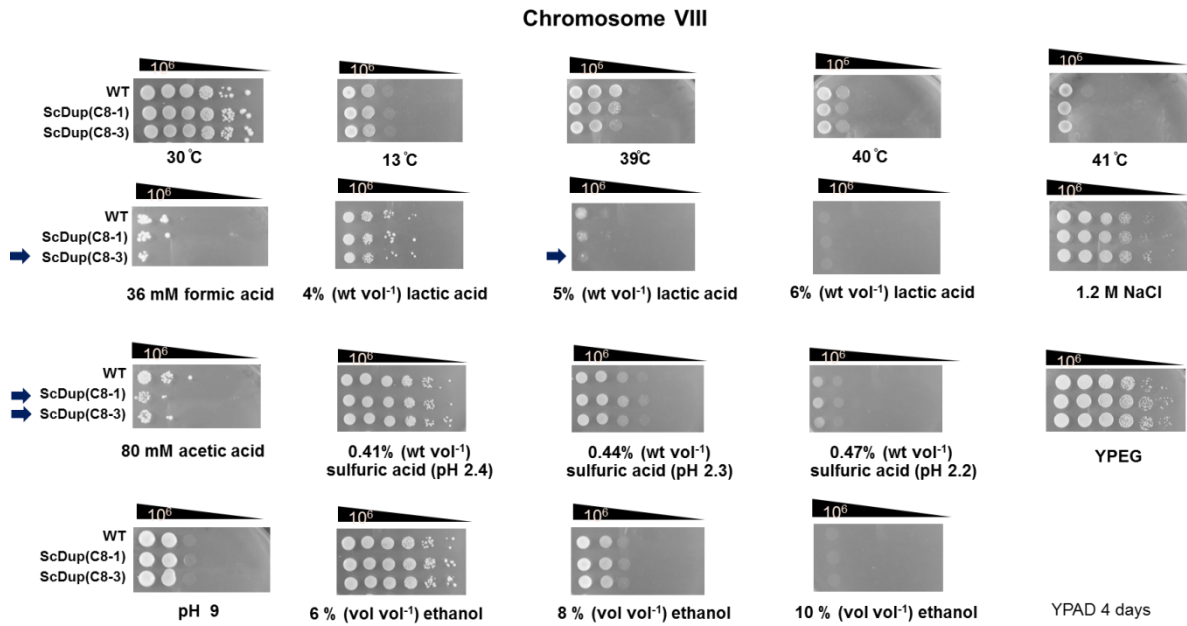 Chromosome VIII
10⁶ 10⁶ 10⁶ 10⁶ 10⁶
WT
ScDup(C8-1)
ScDup(C8-3)
30℃ 13℃ 39℃ 40℃ 41℃
10⁶ 10⁶ 10⁶ 10⁶ 10⁶
WT
ScDup(C8-1)
ScDup(C8-3)
36 mM formic acid 4% (wt vol⁻¹) lactic acid 5% (wt vol⁻¹) lactic acid 6% (wt vol⁻¹) lactic acid 1.2 M NaCl
10⁶ 10⁶ 10⁶ 10⁶ 10⁶
WT
ScDup(C8-1)
ScDup(C8-3)
80 mM acetic acid 0.41% (wt vol⁻¹) 0.44% (wt vol⁻¹) 0.47% (wt vol⁻¹) YPEG
sulfuric acid (pH 2.4) sulfuric acid (pH 2.3) sulfuric acid (pH 2.2)
10⁶ 10⁶ 10⁶ 10⁶
WT
ScDup(C8-1)
ScDup(C8-3)
pH 9 6 % (vol vol⁻¹) ethanol 8 % (vol vol⁻¹) ethanol 10 % (vol vol⁻¹) ethanol YPAD 4 days